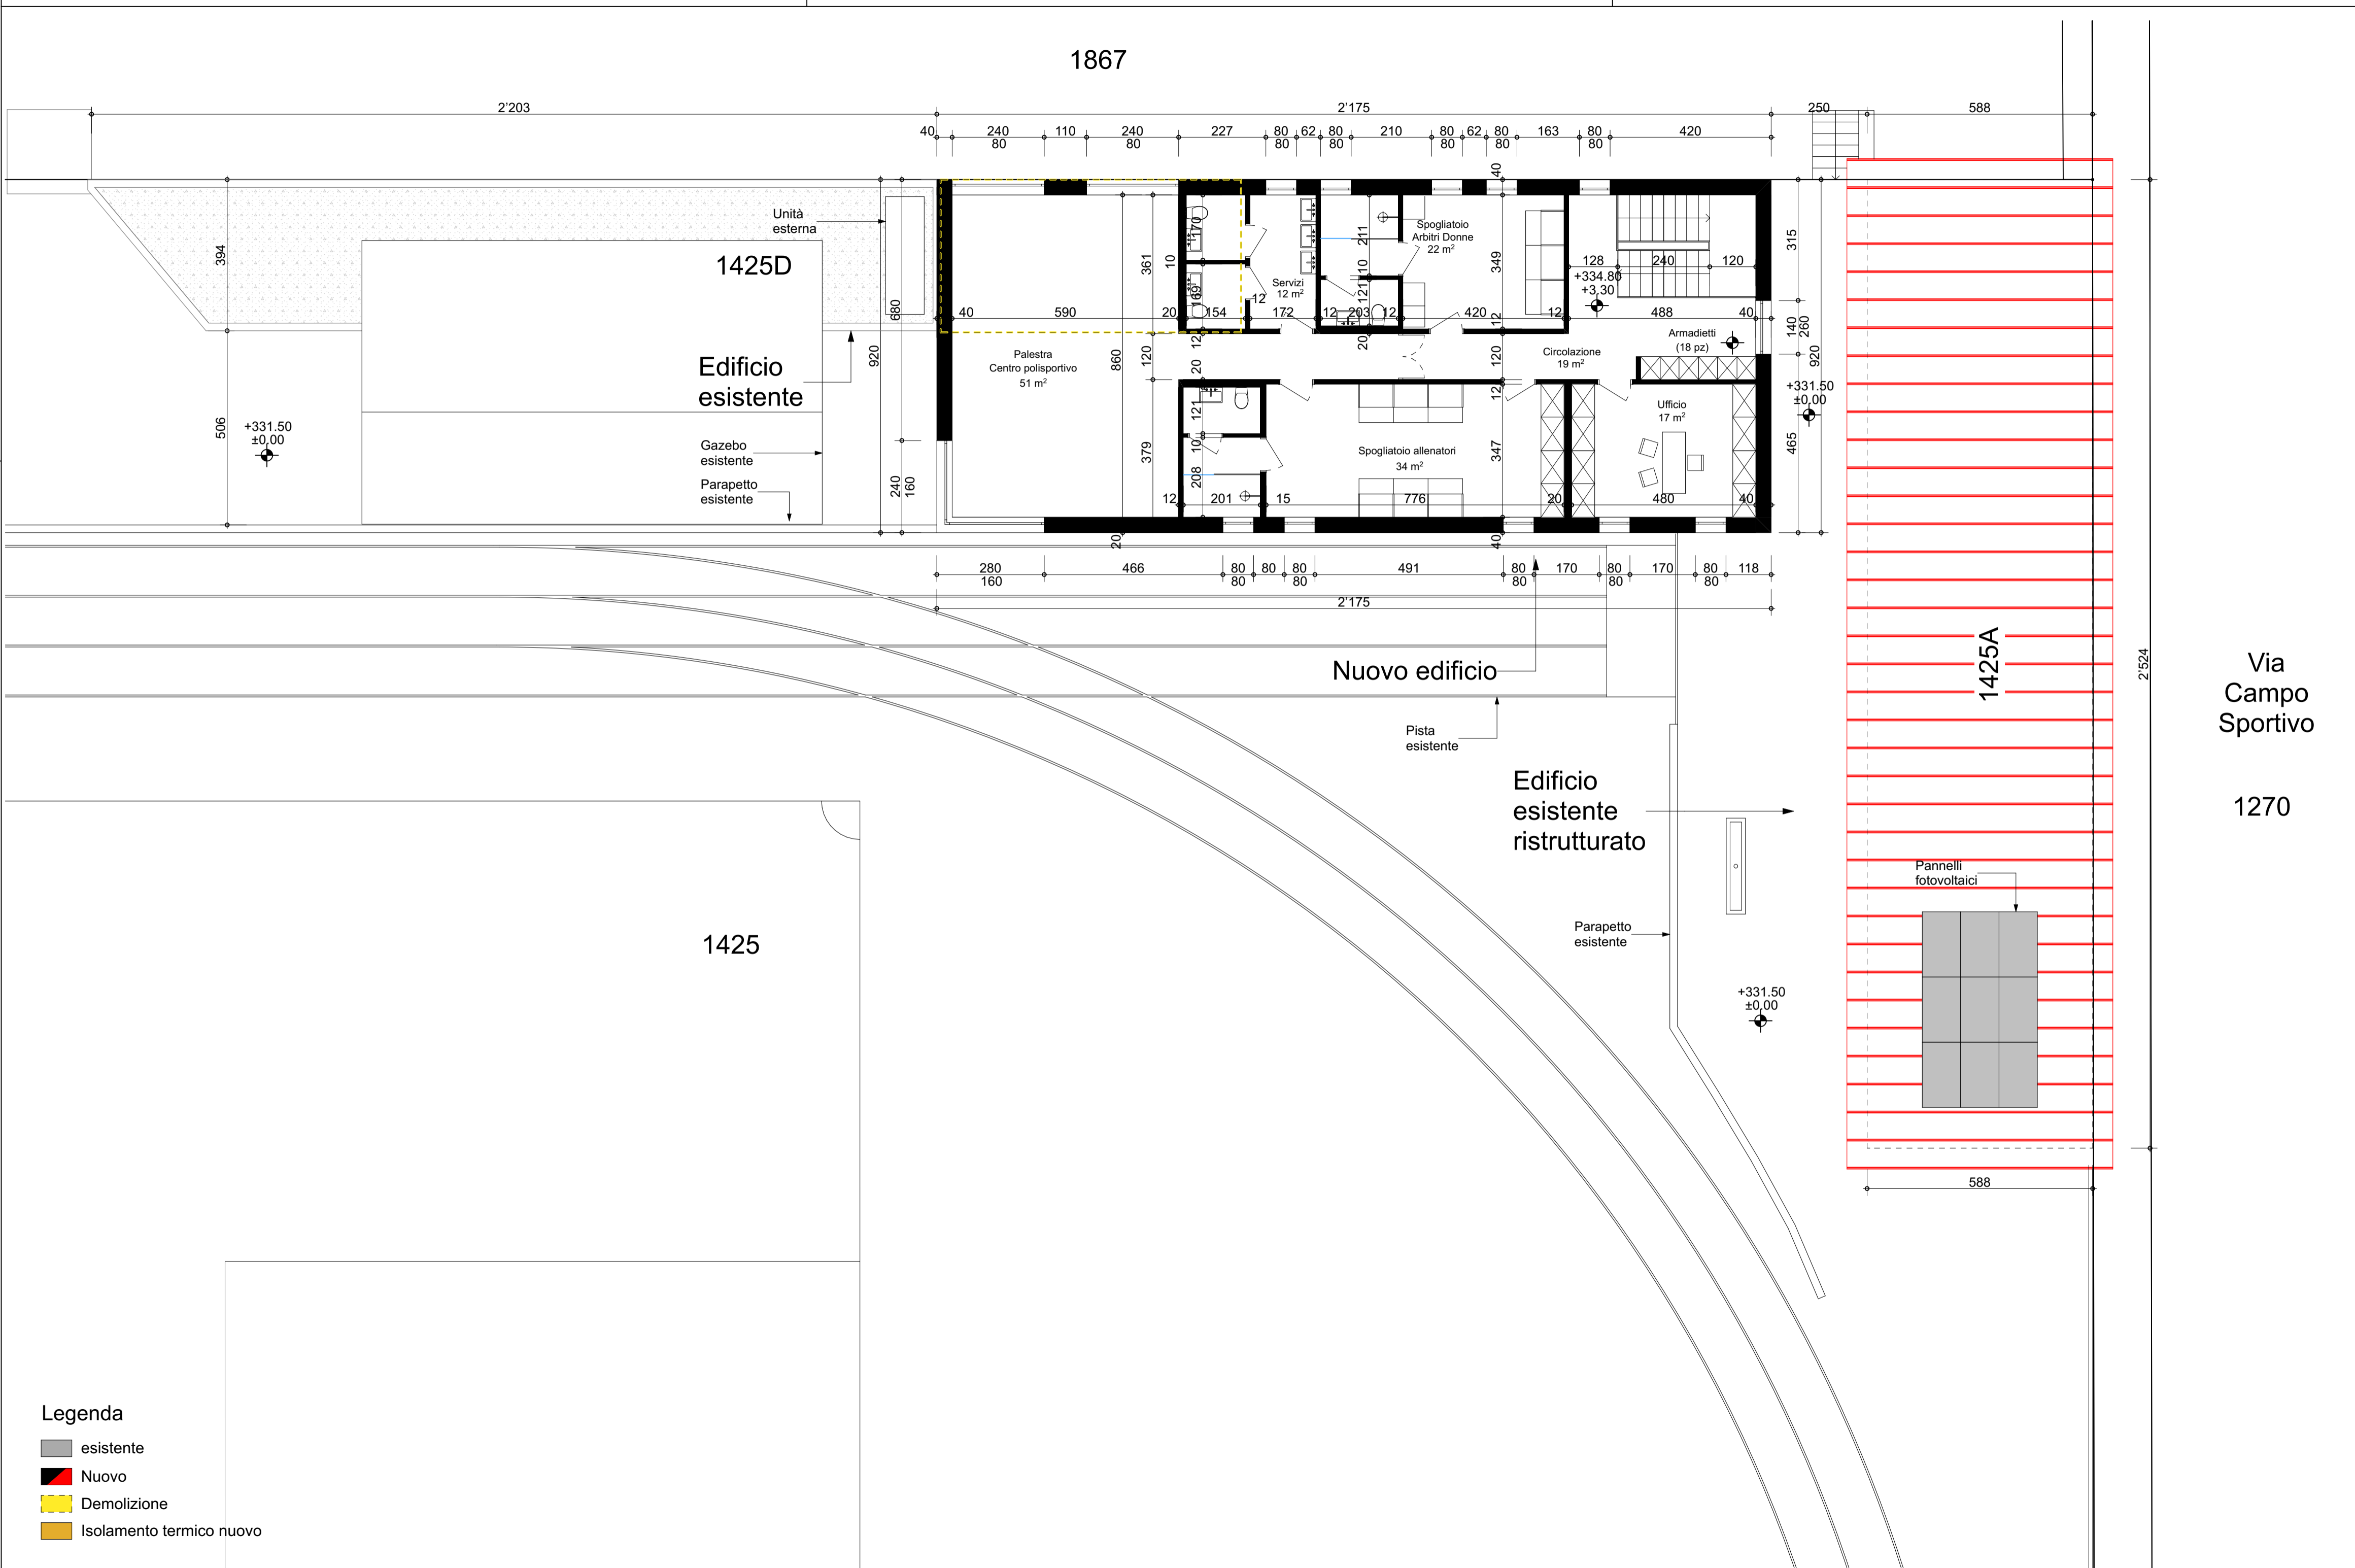 1867
2'203
2'175
250
588
40
240
110
240
227
80
62
80
210
80
62
80
163
80
420
80
80
80
80
80
80
80
40
Unità
esterna
1425D
394
680
920
506
240
160
Edificio
esistente
+331.50
±0,00
Gazebo
esistente
Parapetto
esistente
170
10
361
169
211
10
121
349
Servizi
12 m²
Spogliatoio
Arbitri Donne
22 m²
128
240
120
+334.80
+3.30
40
590
20
154
12
172
12
203
12
420
12
12
488
40
Palestra
Centro polisportivo
51 m²
860
120
12
20
20
120
Circolazione
19 m²
Armadietti
(18 pz)
315
140
260
920
465
+331.50
±0,00
12
121
10
208
379
347
Ufficio
17 m²
Spogliatoio allenatori
34 m²
12
201
15
776
20
480
40
20
40
280
466
80
80
80
491
80
170
80
170
80
118
160
80
80
80
80
80
2'175
Nuovo edificio
1425A
2'524
Via
Campo
Sportivo
Pista
esistente
Edificio
esistente
ristrutturato
1270
Pannelli
fotovoltaici
1425
Parapetto
esistente
+331.50
±0,00
588
Legenda
esistente
Nuovo
Demolizione
Isolamento termico nuovo